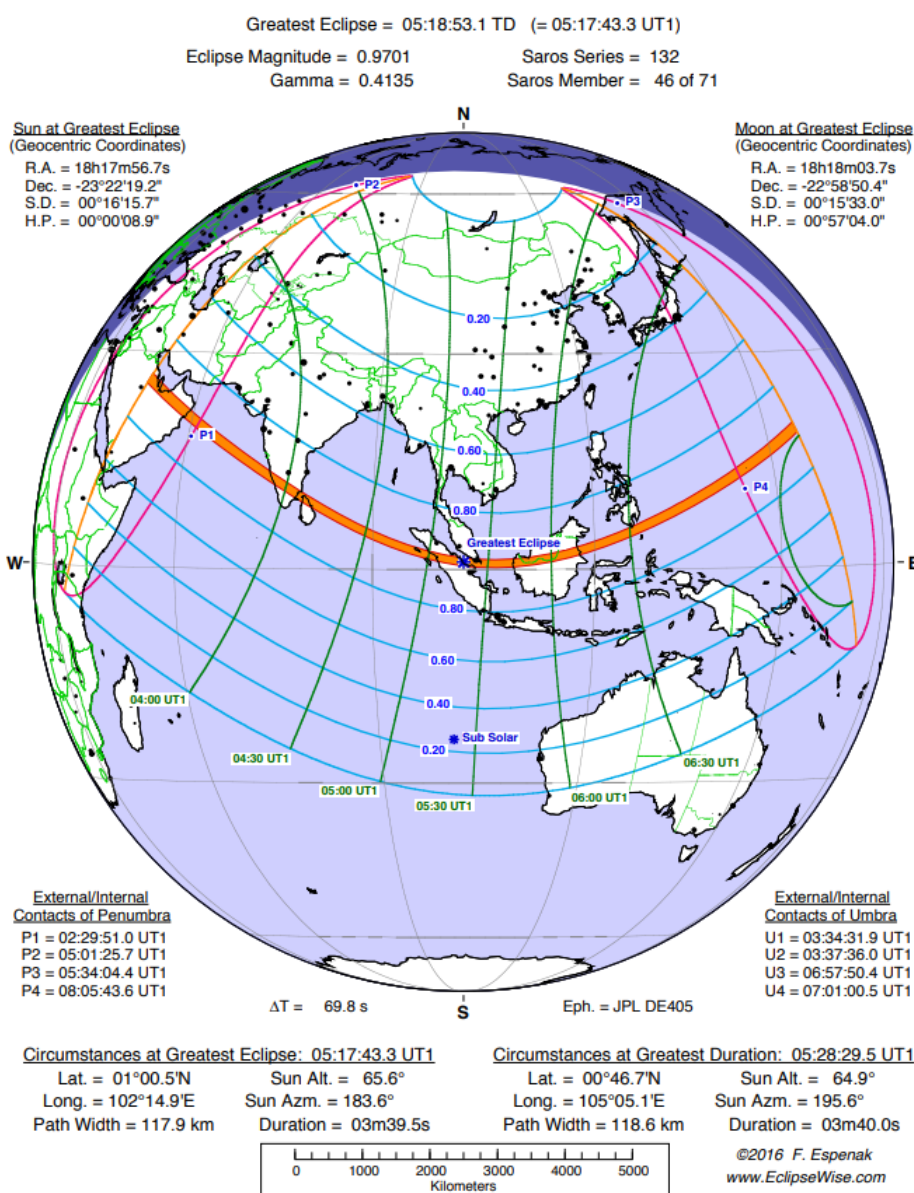 Greatest Eclipse = 05:18:53.1 TD (= 05:17:43.3 UT1)
Eclipse Magnitude = 0.9701
Gamma = 0.4135
Saros Series = 132
Saros Member = 46 of 71
Sun at Greatest Eclipse
(Geocentric Coordinates)
R.A. = 18h17m56.7s
Dec. = -23°22'19.2"
S.D. = 00°16'15.7"
H.P. = 00°00'08.9"
Moon at Greatest Eclipse
(Geocentric Coordinates)
R.A. = 18h18m03.7s
Dec. = -22°58'50.4"
S.D. = 00°15'33.0"
H.P. = 00°57'04.0"
N
P2
P3
0.20
0.40
P1
0.60
P4
0.80
Greatest Eclipse
W
E
0.80
0.60
0.40
04:00 UT1
Sub Solar
0.20
04:30 UT1
06:30 UT1
05:00 UT1
05:30 UT1
06:00 UT1
S
External/Internal
Contacts of Penumbra
P1 = 02:29:51.0 UT1
P2 = 05:01:25.7 UT1
P3 = 05:34:04.4 UT1
P4 = 08:05:43.6 UT1
External/Internal
Contacts of Umbra
U1 = 03:34:31.9 UT1
U2 = 03:37:36.0 UT1
U3 = 06:57:50.4 UT1
U4 = 07:01:00.5 UT1
ΔT = 69.8 s
Eph. = JPL DE405
Circumstances at Greatest Eclipse: 05:17:43.3 UT1
Lat. = 01°00.5'N
Sun Alt. = 65.6°
Long. = 102°14.9'E
Sun Azm. = 183.6°
Path Width = 117.9 km
Duration = 03m39.5s
Circumstances at Greatest Duration: 05:28:29.5 UT1
Lat. = 00°46.7'N
Sun Alt. = 64.9°
Long. = 105°05.1'E
Sun Azm. = 195.6°
Path Width = 118.6 km
Duration = 03m40.0s
0 1000 2000 3000 4000 5000
Kilometers
©2016 F. Espenak
www.EclipseWise.com